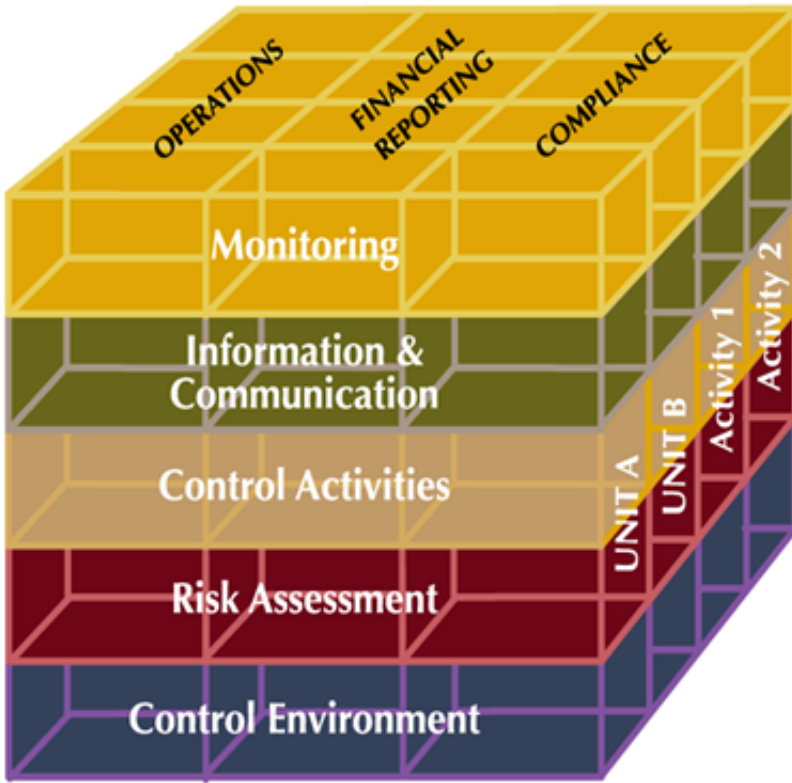 OPERATIONS
FINANCIAL
REPORTING
COMPLIANCE
Monitoring
Information &
Communication
Control Activities
Risk Assessment
Control Environment
UNIT A
UNIT B
Activity 1
Activity 2